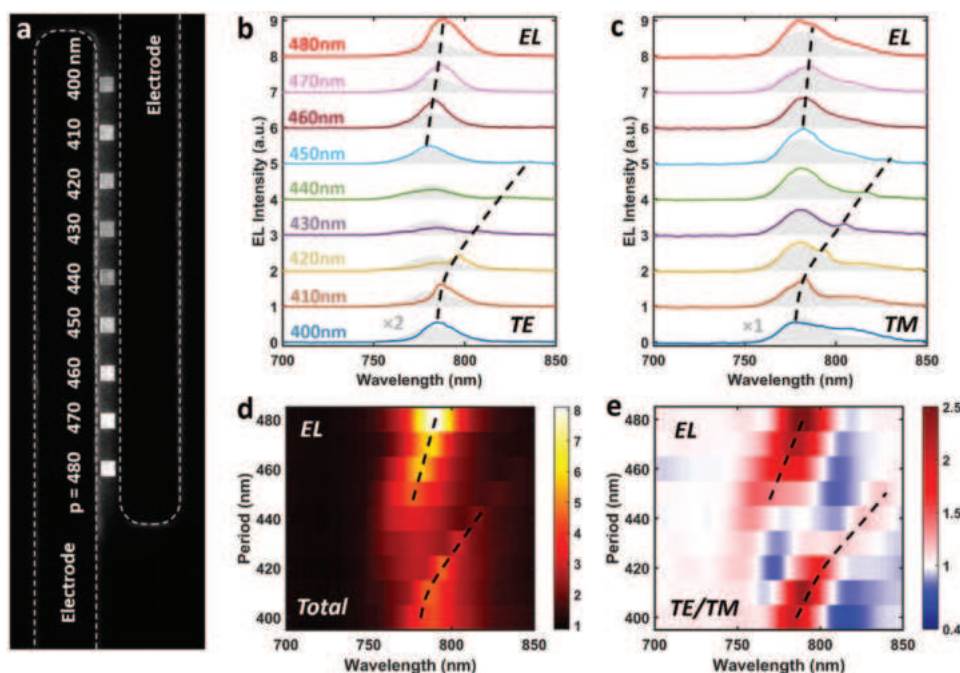 a
400 nm
410
420
430
440
450
460
470
p = 480
Electrode
Electrode
b
EL
480nm
470nm
460nm
450nm
440nm
430nm
420nm
410nm
400nm
×2
TE
9
8
7
6
5
4
3
2
1
0
EL Intensity (a.u.)
700
750
800
850
Wavelength (nm)
c
EL
×1
TM
9
8
7
6
5
4
3
2
1
0
EL Intensity (a.u.)
700
750
800
850
Wavelength (nm)
d
EL
Total
480
460
440
420
400
Period (nm)
700
750
800
850
Wavelength (nm)
8
7
6
5
4
3
2
1
e
EL
TE/TM
480
460
440
420
400
Period (nm)
700
750
800
850
Wavelength (nm)
2.5
2.0
1.5
1.0
0.4